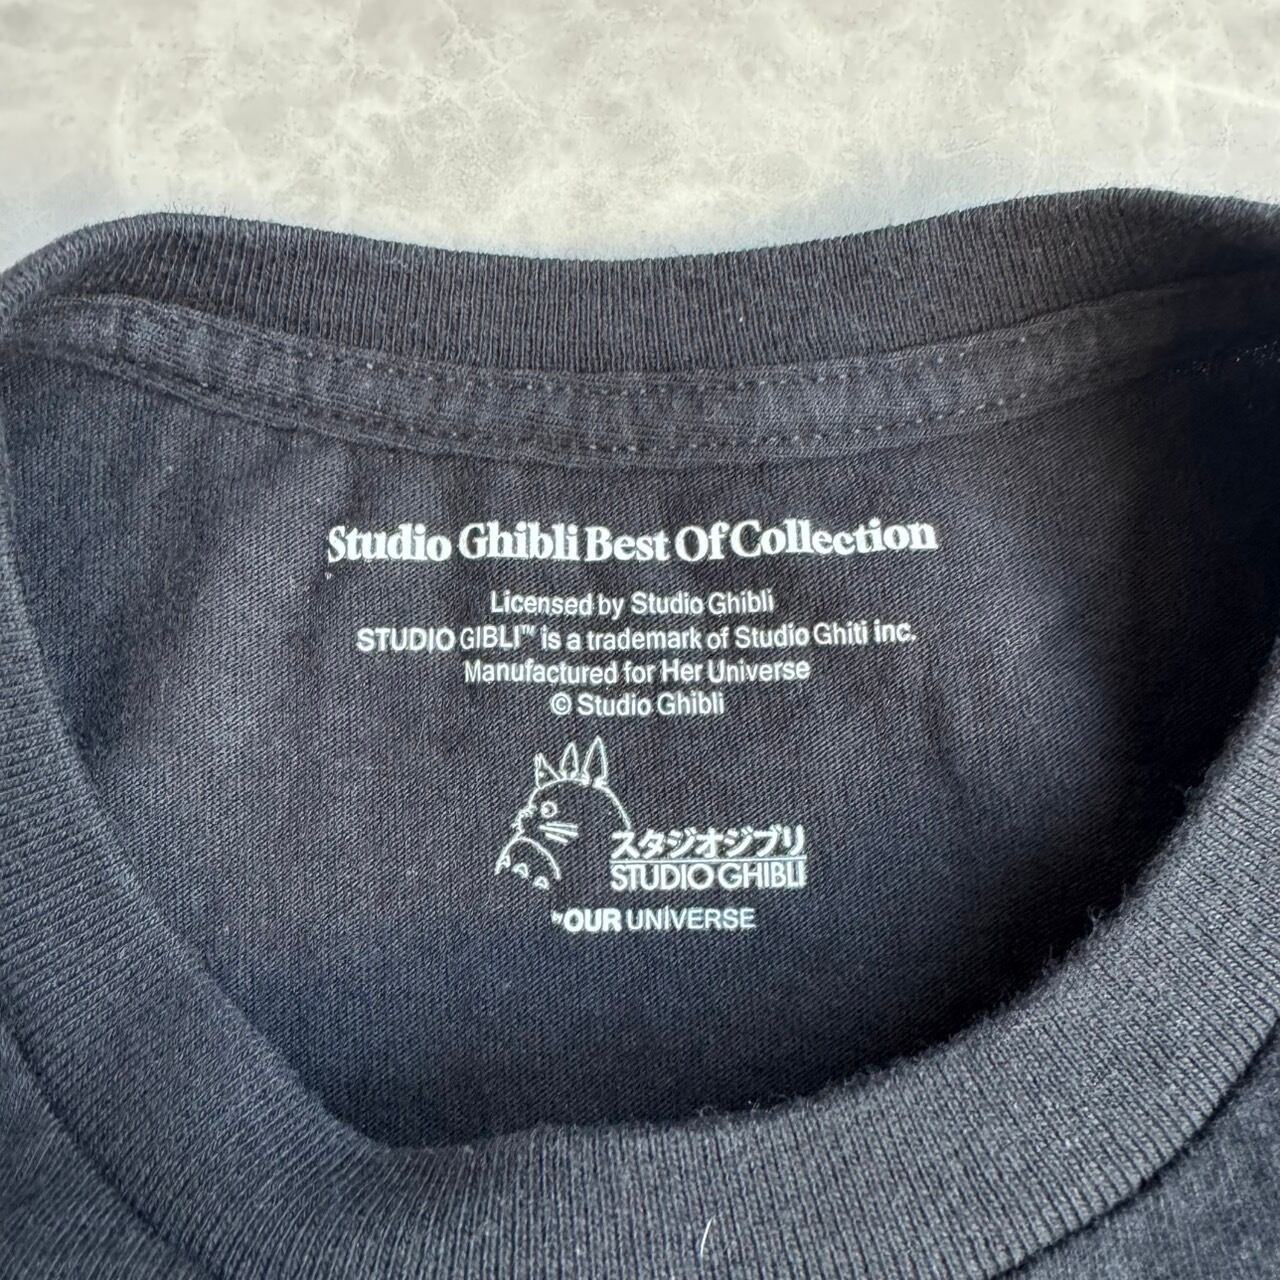 Studio Ghibli Best Of Collection
Licensed by Studio Ghibli
STUDIO GIBLI™ is a trademark of Studio Ghiti inc.
Manufactured for Her Universe
© Studio Ghibli
スタジオジブリ
STUDIO GHIBLI
OUR UNIVERSE